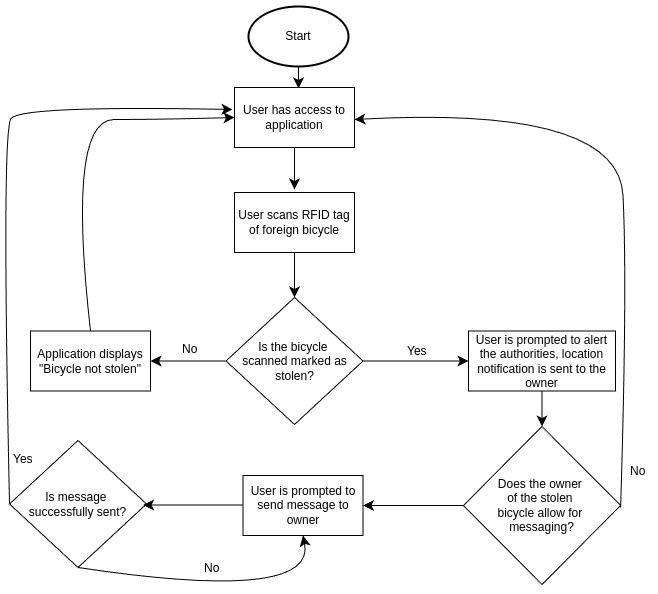 Start
User has access to
application
User scans RFID tag
of foreign bicycle
Is the bicycle
scanned marked as
stolen?
No
Yes
Application displays
"Bicycle not stolen"
User is prompted to alert
the authorities, location
notification is sent to the
owner
Yes
Is message
successfully sent?
User is prompted to
send message to
owner
Does the owner
of the stolen
bicycle allow for
messaging?
No
No